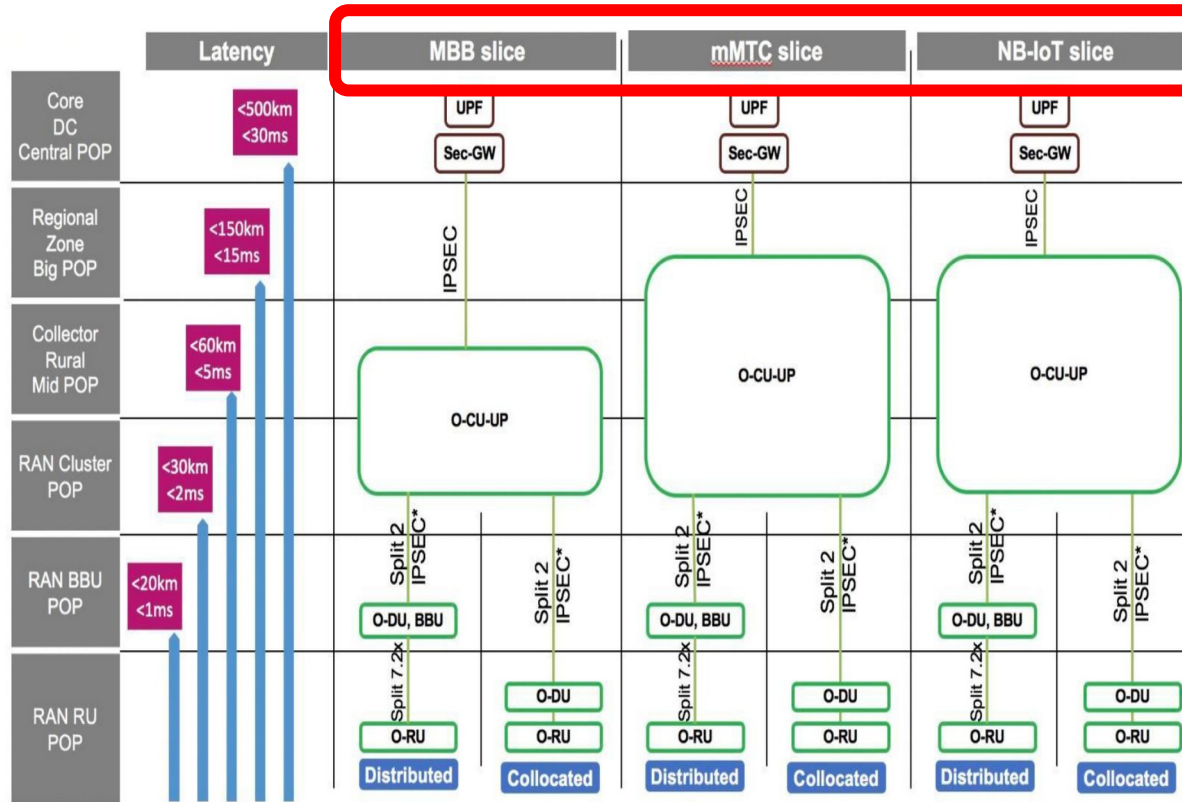 Latency
MBB slice
mMTC slice
NB-IoT slice
Core
DC
Central POP
<500km
<30ms
UPF
Sec-GW
UPF
Sec-GW
UPF
Sec-GW
Regional
Zone
Big POP
<150km
<15ms
IPSEC
IPSEC
IPSEC
Collector
Rural
Mid POP
<60km
<5ms
O-CU-UP
O-CU-UP
O-CU-UP
RAN Cluster
POP
<30km
<2ms
RAN BBU
POP
<20km
<1ms
Split 2
IPSEC*
Split 2
IPSEC*
Split 2
IPSEC*
Split 2
IPSEC*
Split 2
IPSEC*
Split 2
IPSEC*
O-DU, BBU
O-DU, BBU
O-DU, BBU
RAN RU
POP
Split 7.2x
Split 7.2x
Split 7.2x
O-DU
O-DU
O-DU
O-RU
O-RU
O-RU
O-RU
O-RU
O-RU
Distributed
Collocated
Distributed
Collocated
Distributed
Collocated